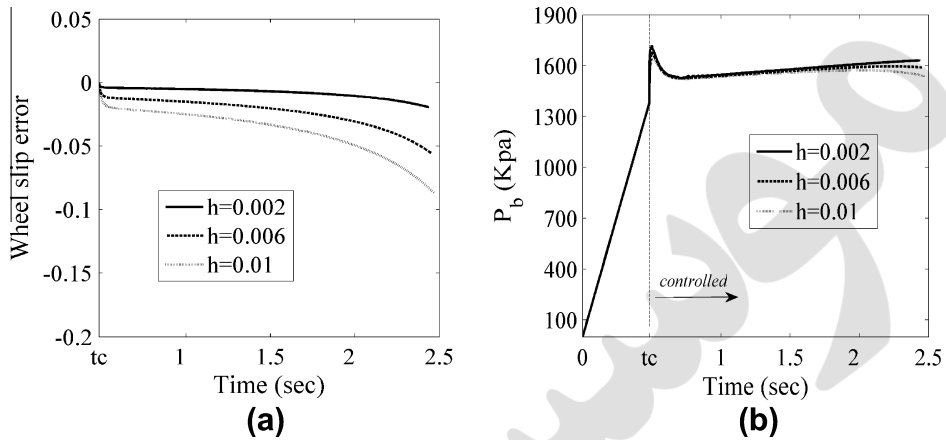 0.05
0
-0.05
-0.1
-0.15
-0.2
Wheel slip error
h=0.002
h=0.006
h=0.01
tc 1 1.5 2 2.5
Time (sec)
(a)
1900
1600
1300
1000
700
400
100
P_b (Kpa)
h=0.002
h=0.006
h=0.01
controlled
0 tc 1 1.5 2 2.5
Time (sec)
(b)